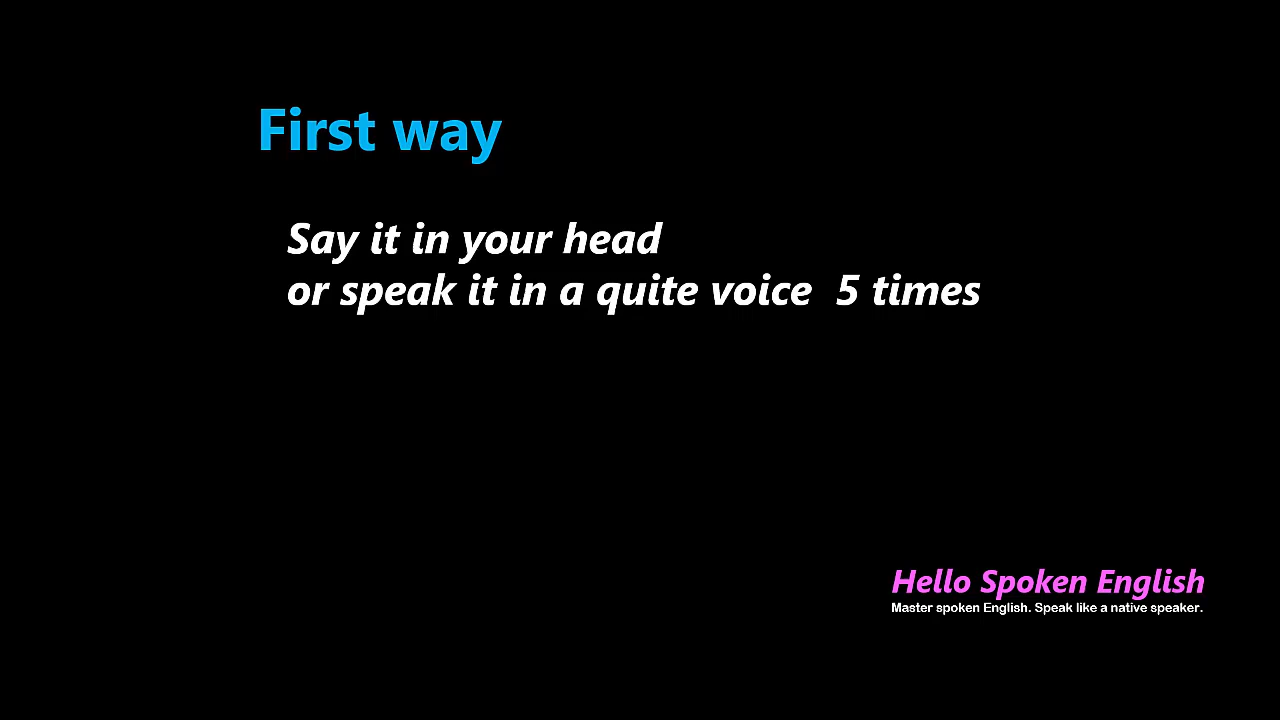 First way
Say it in your head
or speak it in a quite voice  5 times
Hello Spoken English
Master spoken English. Speak like a native speaker.